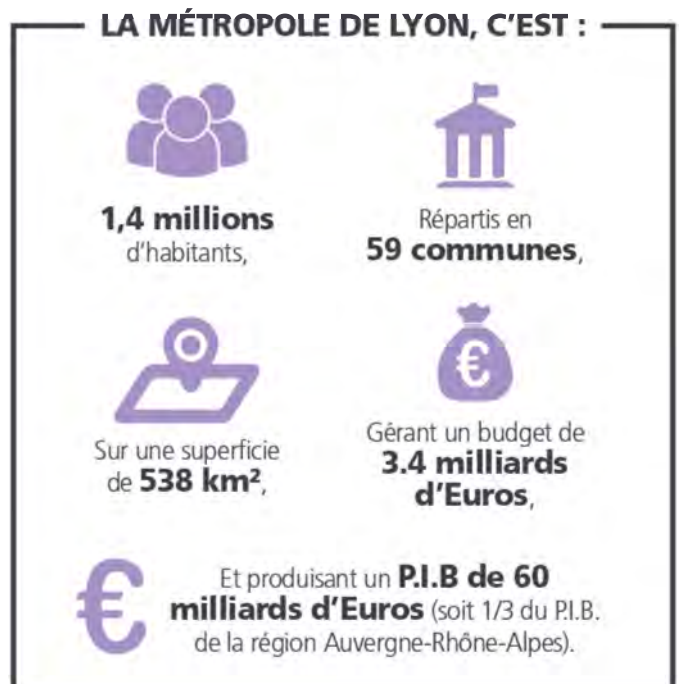 LA MÉTROPOLE DE LYON, C'EST :
1,4 millions
d'habitants,
Répartis en
59 communes,
Sur une superficie
de 538 km²,
Gérant un budget de
3.4 milliards
d'Euros,
€
€
Et produisant un P.I.B de 60
milliards d'Euros (soit 1/3 du P.I.B.
de la région Auvergne-Rhône-Alpes).